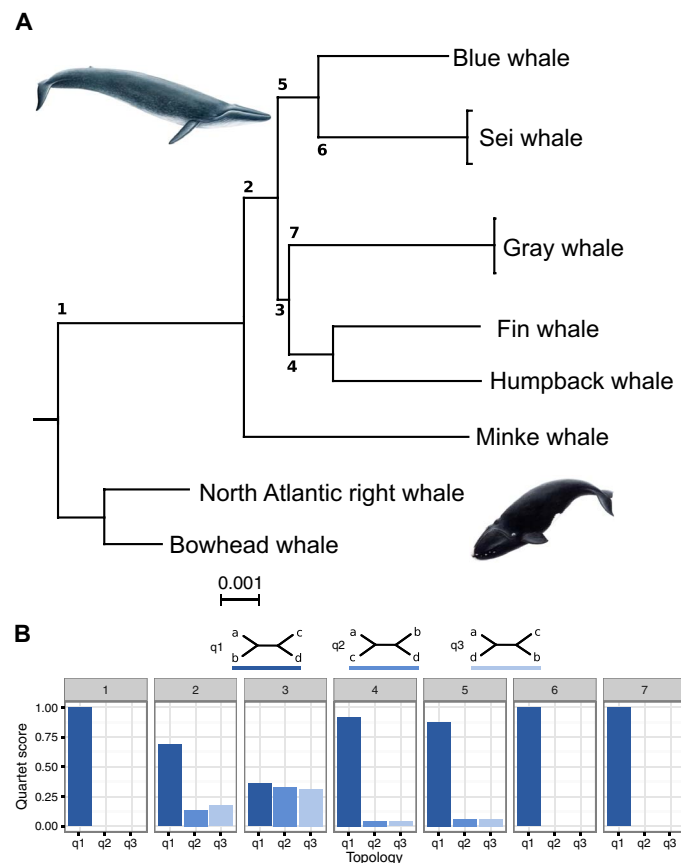 A
Blue whale
5
6
Sei whale
2
7
Gray whale
3
1
Fin whale
4
Humpback whale
Minke whale
North Atlantic right whale
Bowhead whale
0.001
B
q1 a b c d
q2 a c b d
q3 a d c b
1 2 3 4 5 6 7
Quartet score
1.00
0.75
0.50
0.25
0.00
q1 q2 q3 q1 q2 q3 q1 q2 q3 q1 q2 q3 q1 q2 q3 q1 q2 q3 q1 q2 q3
Topology